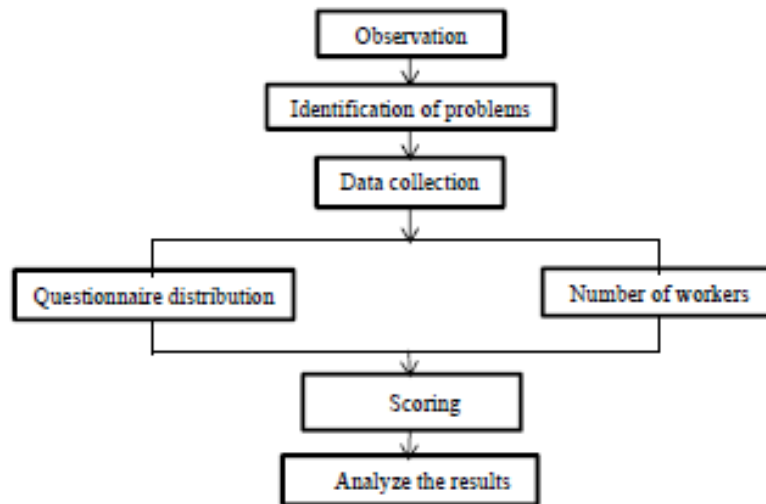 Observation
Identification of problems
Data collection
Questionnaire distribution
Number of workers
Scoring
Analyze the results